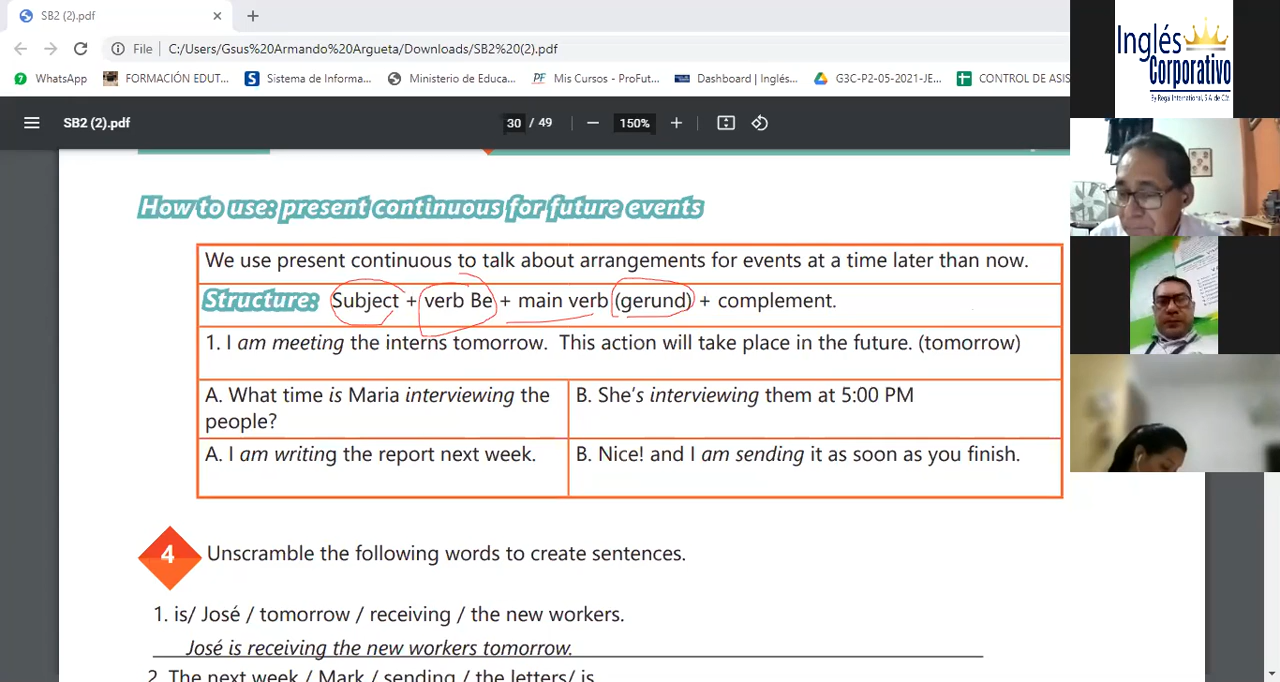 SB2 (2).pdf
File | C:/Users/Gsus%20Armando%20Argueta/Downloads/SB2%20(2).pdf
WhatsApp FORMACIÓN EDUT... Sistema de Informa... Ministerio de Educa... Mis Cursos - ProFut... Dashboard | Inglés... G3C-P2-05-2021-JE... CONTROL DE ASIS
SB2 (2).pdf 30 / 49 150%
Inglés
Corporativo
By Rega International, S.A. de C.V.
How to use: present continuous for future events
We use present continuous to talk about arrangements for events at a time later than now.
Structure: Subject + verb Be + main verb (gerund) + complement.
1. I am meeting the interns tomorrow. This action will take place in the future. (tomorrow)
A. What time is Maria interviewing the
people?
B. She's interviewing them at 5:00 PM
A. I am writing the report next week.
B. Nice! and I am sending it as soon as you finish.
4 Unscramble the following words to create sentences.
1. is/ José / tomorrow / receiving / the new workers.
José is receiving the new workers tomorrow.
2. The next week / Mark / sending / the letters/ is